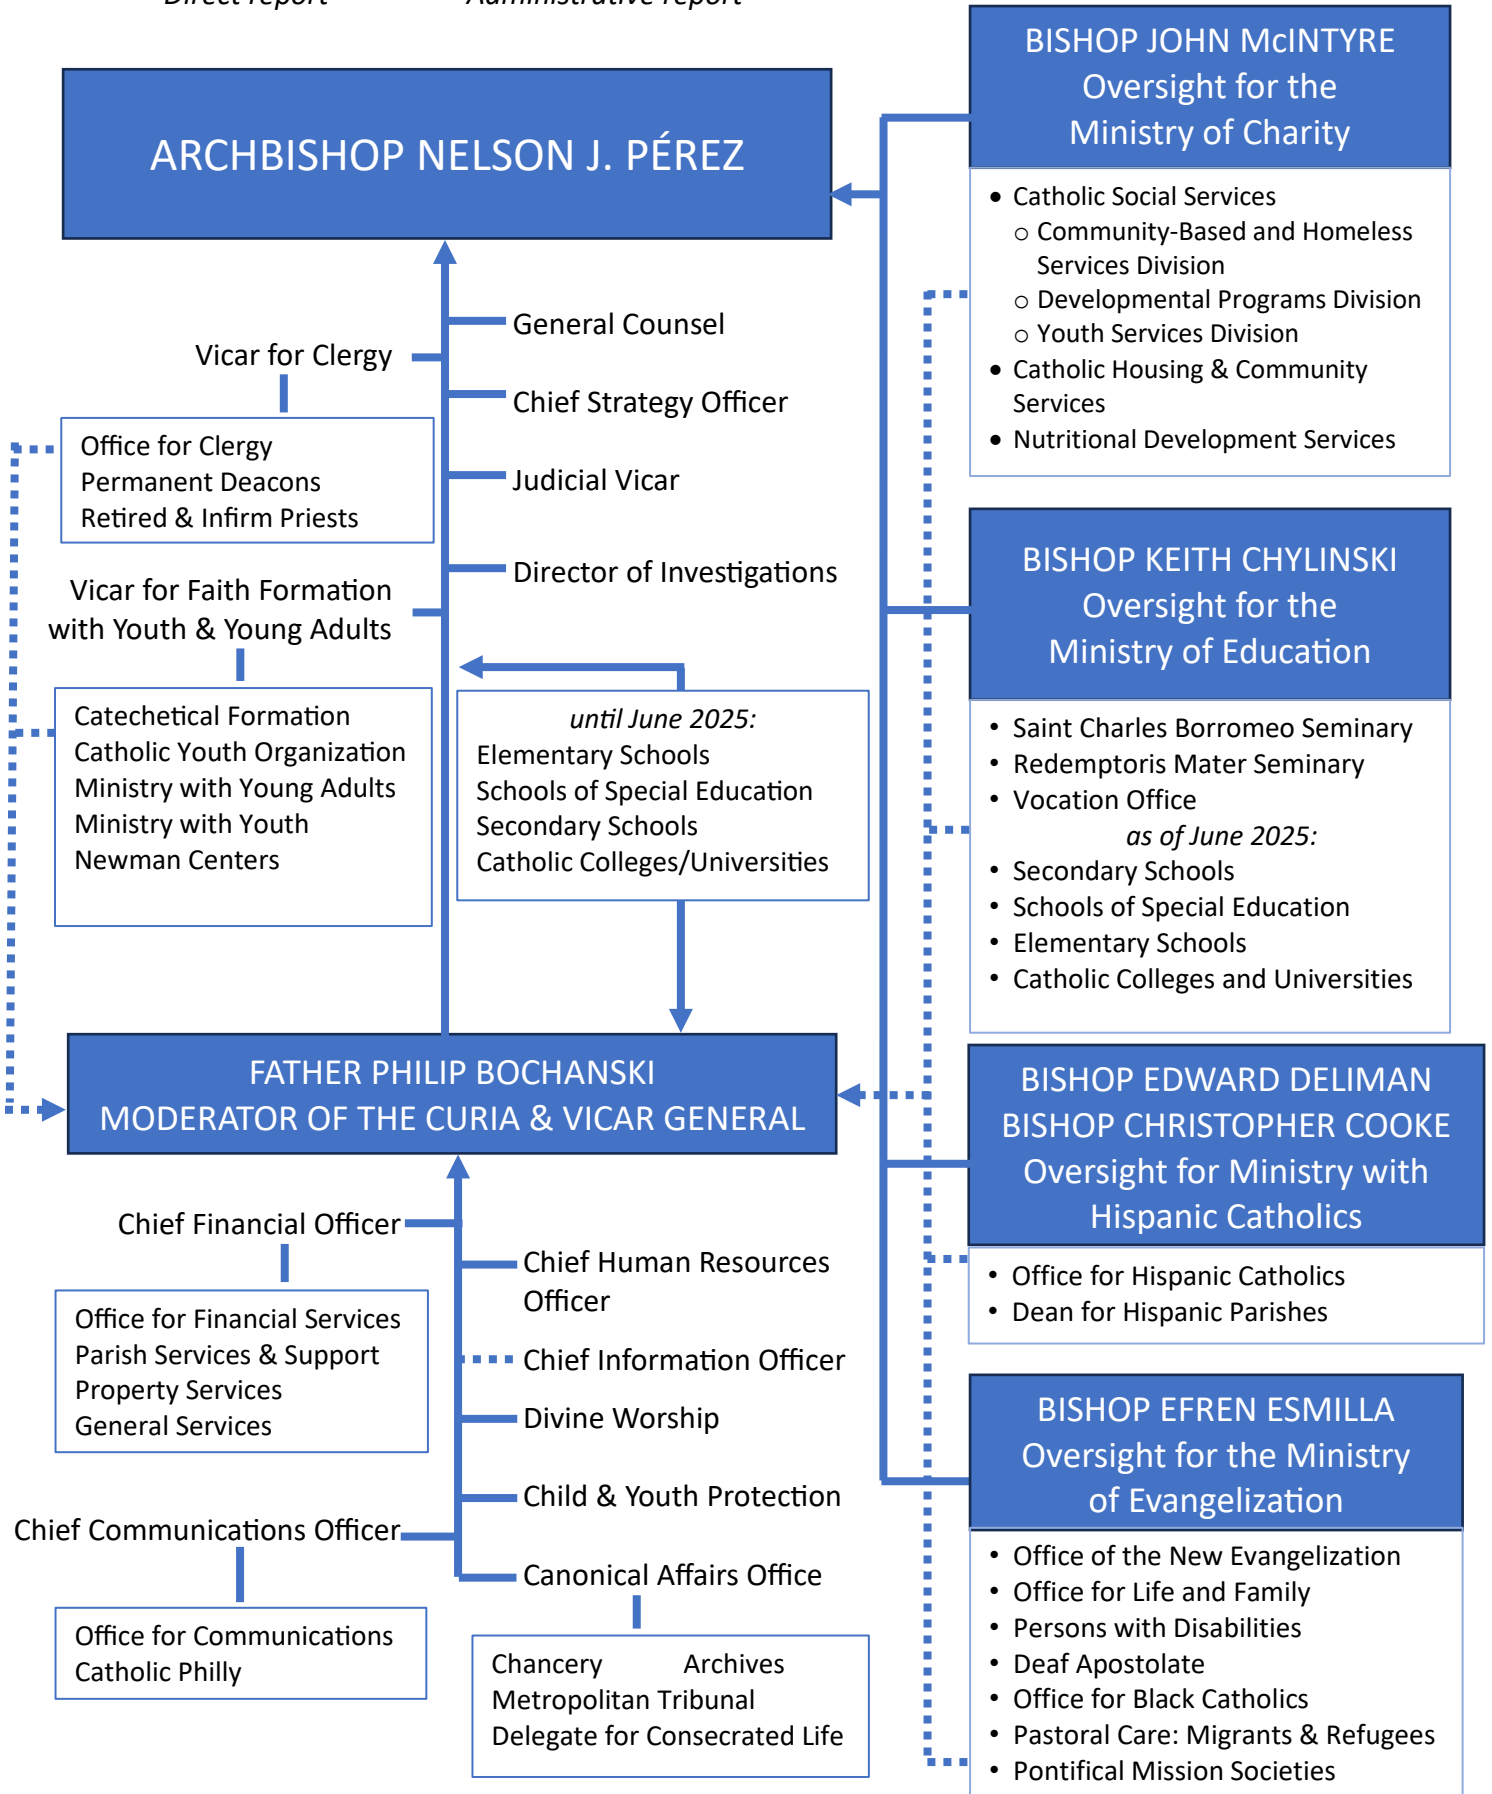 Direct report
Administrative report
ARCHBISHOP NELSON J. PÉREZ
General Counsel
Vicar for Clergy
Chief Strategy Officer
Office for Clergy
Permanent Deacons
Retired & Infirm Priests
Judicial Vicar
Director of Investigations
Vicar for Faith Formation
with Youth & Young Adults
Catechetical Formation
Catholic Youth Organization
Ministry with Young Adults
Ministry with Youth
Newman Centers
until June 2025:
Elementary Schools
Schools of Special Education
Secondary Schools
Catholic Colleges/Universities
FATHER PHILIP BOCHANSKI
MODERATOR OF THE CURIA & VICAR GENERAL
Chief Financial Officer
Office for Financial Services
Parish Services & Support
Property Services
General Services
Chief Human Resources
Officer
Chief Information Officer
Divine Worship
Child & Youth Protection
Chief Communications Officer
Office for Communications
Catholic Philly
Canonical Affairs Office
Chancery Archives
Metropolitan Tribunal
Delegate for Consecrated Life
BISHOP JOHN McINTYRE
Oversight for the
Ministry of Charity
• Catholic Social Services
o Community-Based and Homeless
Services Division
o Developmental Programs Division
o Youth Services Division
• Catholic Housing & Community
Services
• Nutritional Development Services
BISHOP KEITH CHYLINSKI
Oversight for the
Ministry of Education
• Saint Charles Borromeo Seminary
• Redemptoris Mater Seminary
• Vocation Office
as of June 2025:
• Secondary Schools
• Schools of Special Education
• Elementary Schools
• Catholic Colleges and Universities
BISHOP EDWARD DELIMAN
BISHOP CHRISTOPHER COOKE
Oversight for Ministry with
Hispanic Catholics
• Office for Hispanic Catholics
• Dean for Hispanic Parishes
BISHOP EFREN ESMILLA
Oversight for the Ministry
of Evangelization
• Office of the New Evangelization
• Office for Life and Family
• Persons with Disabilities
• Deaf Apostolate
• Office for Black Catholics
• Pastoral Care: Migrants & Refugees
• Pontifical Mission Societies